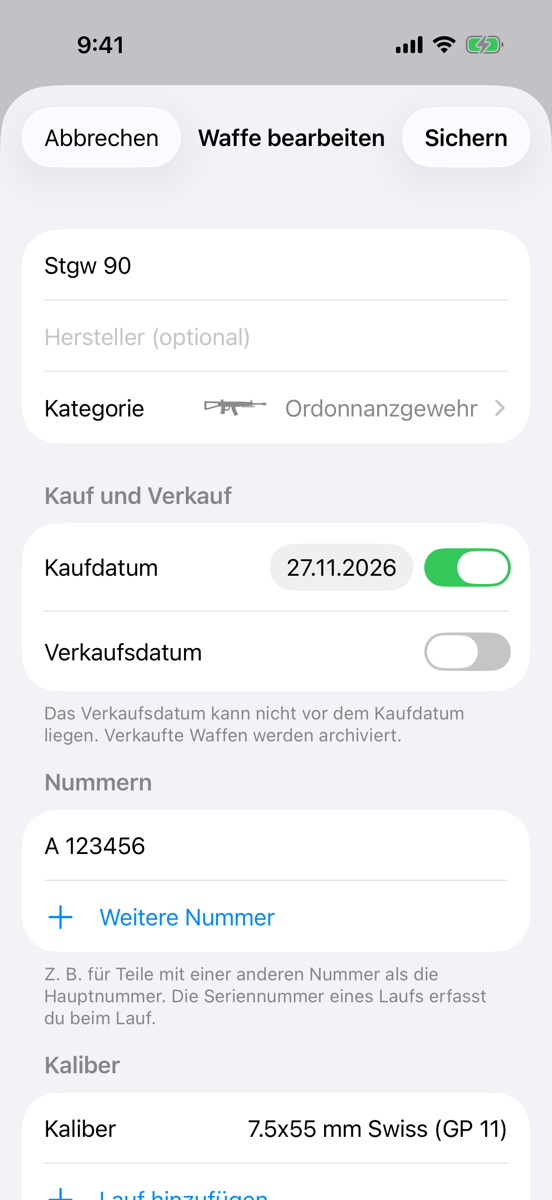 9:41
Abbrechen
Waffe bearbeiten
Sichern
Stgw 90
Hersteller (optional)
Kategorie
Ordonnanzgewehr
Kauf und Verkauf
Kaufdatum
27.11.2026
Verkaufsdatum
Das Verkaufsdatum kann nicht vor dem Kaufdatum
liegen. Verkaufte Waffen werden archiviert.
Nummern
A 123456
Weitere Nummer
Z. B. für Teile mit einer anderen Nummer als die
Hauptnummer. Die Seriennummer eines Laufs erfasst
du beim Lauf.
Kaliber
Kaliber
7.5x55 mm Swiss (GP 11)
Lauf hinzufügen